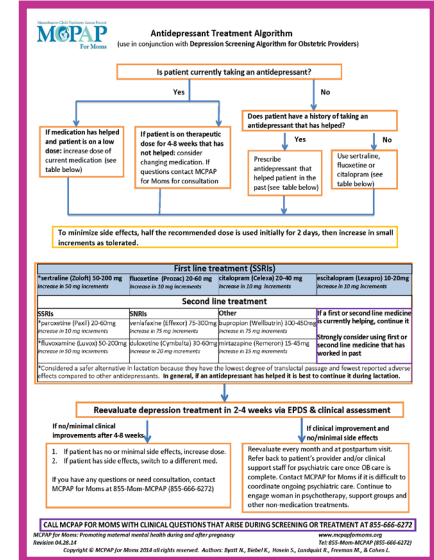 Massachusetts Child Psychiatry Access Project
MCPAP
For Moms
Antidepressant Treatment Algorithm
(use in conjunction with Depression Screening Algorithm for Obstetric Providers)
Is patient currently taking an antidepressant?
Yes
No
If medication has helped
and patient is on a low
dose: increase dose of
current medication (see
table below)
If patient is on therapeutic
dose for 4-8 weeks that has
not helped: consider
changing medication. If
questions contact MCPAP
for Moms for consultation
Does patient have a history of taking an
antidepressant that has helped?
Yes
No
Prescribe
antidepressant that
helped patient in the
past (see table below)
Use sertraline,
fluoxetine or
citalopram (see
table below)
To minimize side effects, half the recommended dose is used initially for 2 days, then increase in small
increments as tolerated.
First line treatment (SSRIs)
*sertraline (Zoloft) 50-200 mg
Increase in 50 mg increments
fluoxetine (Prozac) 20-60 mg
Increase in 10 mg increments
citalopram (Celexa) 20-40 mg
Increase in 10 mg increments
escitalopram (Lexapro) 10-20mg
Increase in 10 mg increments
Second line treatment
SSRIs
SNRIs
Other
If a first or second line medicine
is currently helping, continue it
Strongly consider using first or
second line medicine that has
worked in past
*paroxetine (Paxil) 20-60mg
Increase in 10 mg increments
venlafaxine (Effexor) 75-300mg
Increase in 75 mg increments
bupropion (Wellbutrin) 300-450mg
Increase in 75 mg increments
*fluvoxamine (Luvox) 50-200mg
Increase in 50 mg increments
duloxetine (Cymbalta) 30-60mg
Increase in 20 mg increments
mirtazapine (Remeron) 15-45mg
Increase in 15 mg increments
*Considered a safer alternative in lactation because they have the lowest degree of translactal passage and fewest reported adverse
effects compared to other antidepressants. In general, if an antidepressant has helped it is best to continue it during lactation.
Reevaluate depression treatment in 2-4 weeks via EPDS & clinical assessment
If no/minimal clinical
improvements after 4-8 weeks
If clinical improvement and
no/minimal side effects
1. If patient has no or minimal side effects, increase dose.
2. If patient has side effects, switch to a different med.
If you have any questions or need consultation, contact
MCPAP for Moms at 855-Mom-MCPAP (855-666-6272)
Reevaluate every month and at postpartum visit.
Refer back to patient's provider and/or clinical
support staff for psychiatric care once OB care is
complete. Contact MCPAP for Moms if it is difficult to
coordinate ongoing psychiatric care. Continue to
engage woman in psychotherapy, support groups and
other non-medication treatments.
CALL MCPAP FOR MOMS WITH CLINICAL QUESTIONS THAT ARISE DURING SCREENING OR TREATMENT AT 855-666-6272
MCPAP for Moms: Promoting maternal mental health during and after pregnancy
www.mcpapformoms.org
Revision 04.28.14
Tel: 855-Mom-MCPAP (855-666-6272)
Copyright © MCPAP for Moms 2014 all rights reserved. Authors: Byatt N., Biebel K., Hosein S., Lundquist R., Freeman M., & Cohen L.